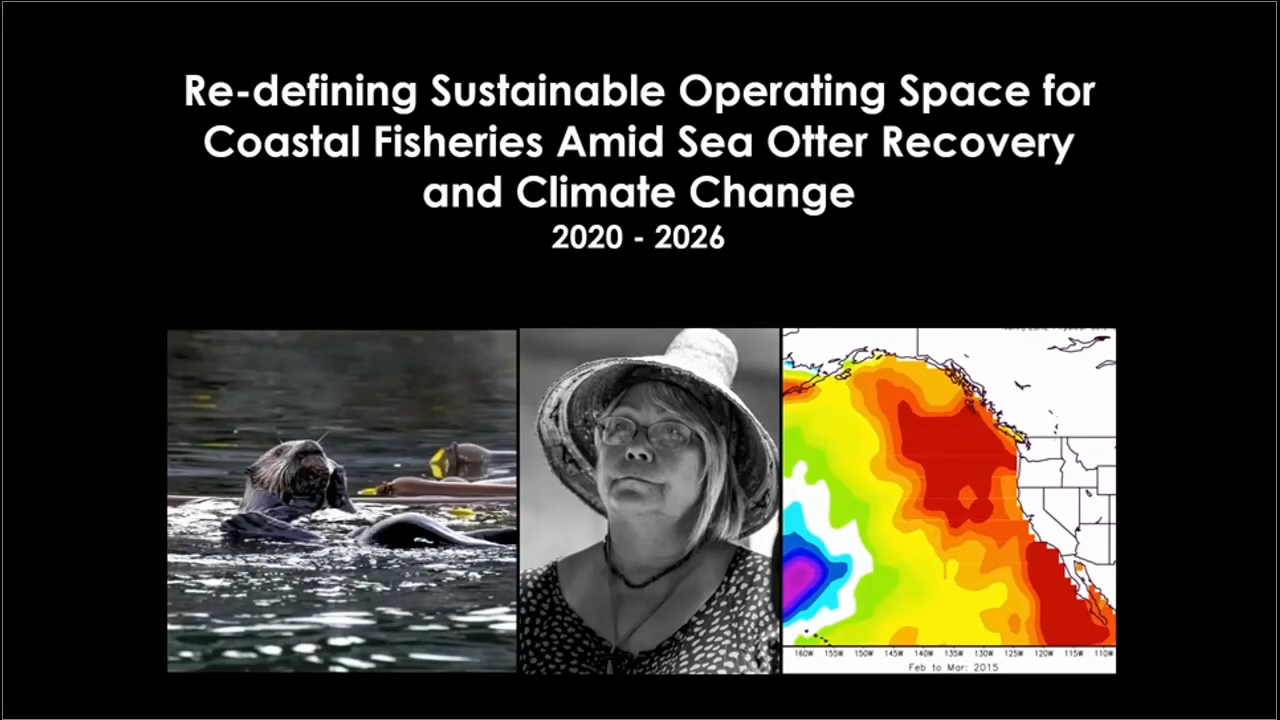 Re-defining Sustainable Operating Space for
Coastal Fisheries Amid Sea Otter Recovery
and Climate Change
2020 - 2026
160W 155W 150W 145W 140W 135W 130W 125W 120W 115W 110W
Feb to Mar: 2015